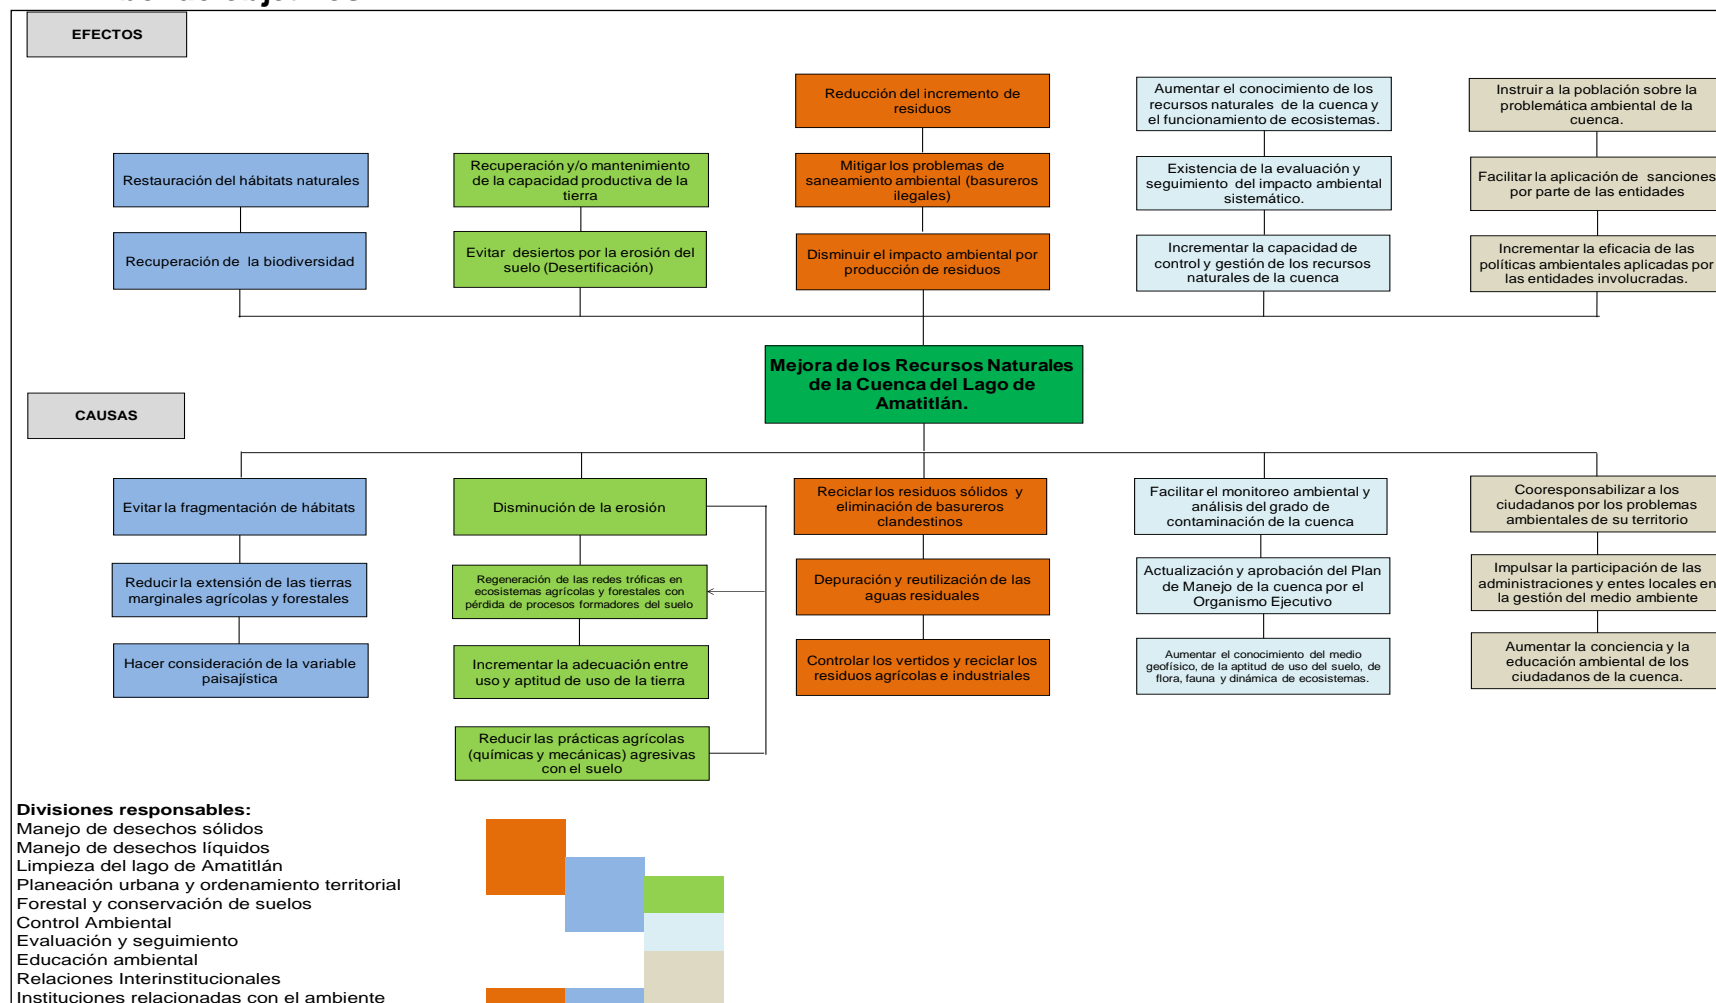 EFECTOS
Reducción del incremento de
residuos
Aumentar el conocimiento de los
recursos naturales de la cuenca y
el funcionamiento de ecosistemas.
Instruir a la población sobre la
problemática ambiental de la
cuenca.
Restauración del hábitats naturales
Recuperación y/o mantenimiento
de la capacidad productiva de la
tierra
Mitigar los problemas de
saneamiento ambiental (basureros
ilegales)
Existencia de la evaluación y
seguimiento del impacto ambiental
sistemático.
Facilitar la aplicación de sanciones
por parte de las entidades
Recuperación de la biodiversidad
Evitar desiertos por la erosión del
suelo (Desertificación)
Disminuir el impacto ambiental por
producción de residuos
Incrementar la capacidad de
control y gestión de los recursos
naturales de la cuenca
Incrementar la eficacia de las
políticas ambientales aplicadas por
las entidades involucradas.
Mejora de los Recursos Naturales
de la Cuenca del Lago de
Amatitlán.
CAUSAS
Evitar la fragmentación de hábitats
Disminución de la erosión
Reciclar los residuos sólidos y
eliminación de basureros
clandestinos
Facilitar el monitoreo ambiental y
análisis del grado de
contaminación de la cuenca
Cooresponsabilizar a los
ciudadanos por los problemas
ambientales de su territorio
Reducir la extensión de las tierras
marginales agrícolas y forestales
Regeneración de las redes tróficas en
ecosistemas agrícolas y forestales con
pérdida de procesos formadores del suelo
Depuración y reutilización de las
aguas residuales
Actualización y aprobación del Plan
de Manejo de la cuenca por el
Organismo Ejecutivo
Impulsar la participación de las
administraciones y entes locales en
la gestión del medio ambiente
Hacer consideración de la variable
paisajística
Incrementar la adecuación entre
uso y aptitud de uso de la tierra
Controlar los vertidos y reciclar los
residuos agrícolas e industriales
Aumentar el conocimiento del medio
geofísico, de la aptitud de uso del suelo, de
flora, fauna y dinámica de ecosistemas.
Aumentar la conciencia y la
educación ambiental de los
ciudadanos de la cuenca.
Reducir las prácticas agrícolas
(químicas y mecánicas) agresivas
con el suelo
Divisiones responsables:
Manejo de desechos sólidos
Manejo de desechos líquidos
Limpieza del lago de Amatitlán
Planeación urbana y ordenamiento territorial
Forestal y conservación de suelos
Control Ambiental
Evaluación y seguimiento
Educación ambiental
Relaciones Interinstitucionales
Instituciones relacionadas con el ambiente